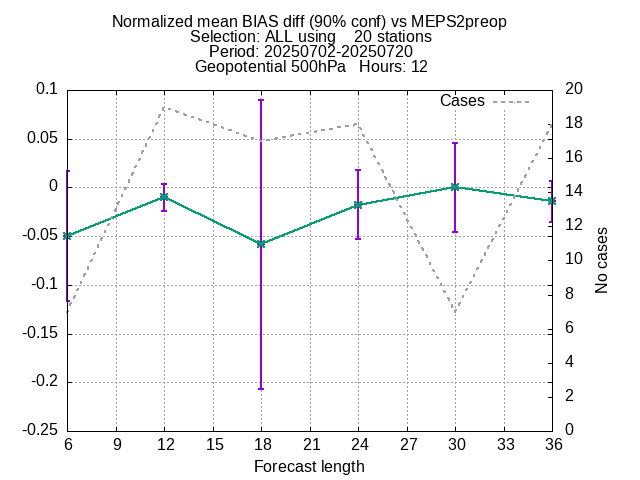 Normalized mean BIAS diff (90% conf) vs MEPS2preop
Selection: ALL using    20 stations
Period: 20250702-20250720
Geopotential 500hPa   Hours: 12
Cases
0.1
0.05
0
-0.05
-0.1
-0.15
-0.2
-0.25
20
18
16
14
12
10
8
6
4
2
0
No cases
6 9 12 15 18 21 24 27 30 33 36
Forecast length